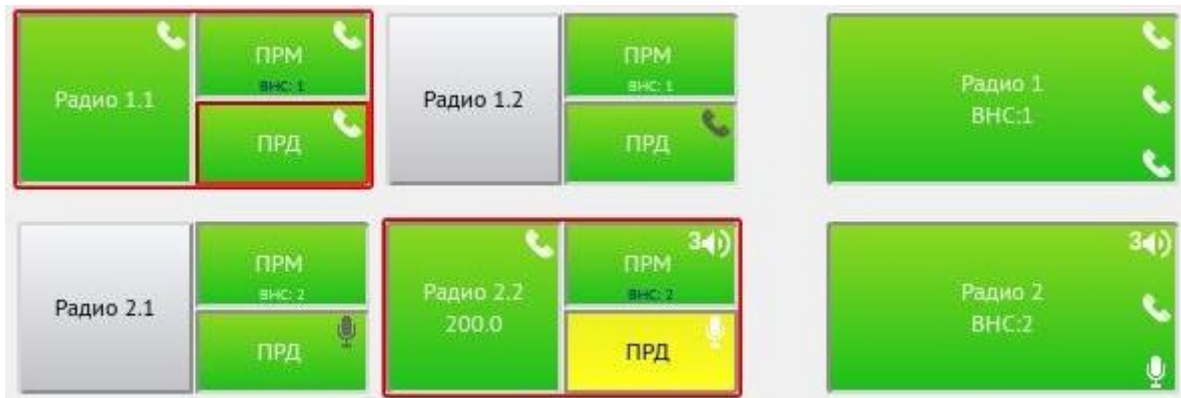 Радио 1.1
ПРМ
ВНС: 1
ПРД
Радио 1.2
ПРМ
ВНС: 1
ПРД
Радио 1
ВНС:1
Радио 2.1
ПРМ
ВНС: 2
ПРД
Радио 2.2
200.0
3
ПРМ
ВНС: 2
ПРД
3
Радио 2
ВНС:2